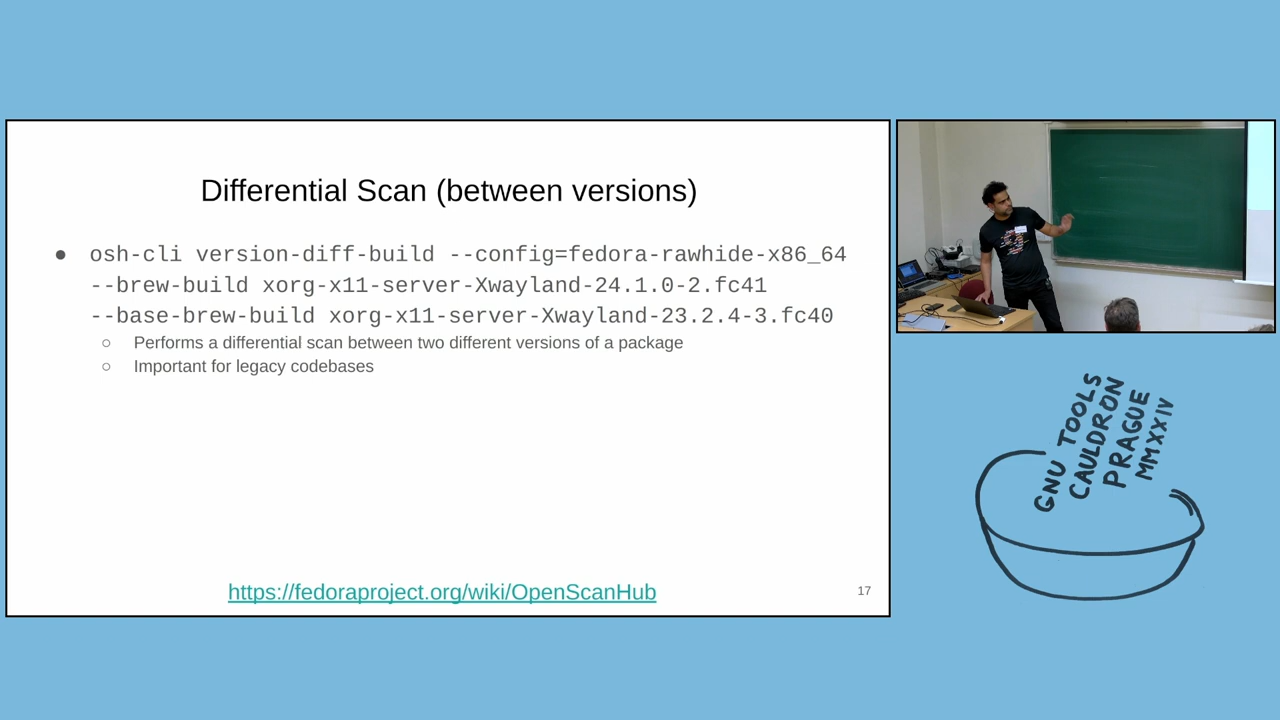 Differential Scan (between versions)
● osh-cli version-diff-build --config=fedora-rawhide-x86_64
--brew-build xorg-x11-server-Xwayland-24.1.0-2.fc41
--base-brew-build xorg-x11-server-Xwayland-23.2.4-3.fc40
○ Performs a differential scan between two different versions of a package
○ Important for legacy codebases
https://fedoraproject.org/wiki/OpenScanHub
17
GNU TOOLS
CAULDRON
PRAGUE
MMXXIV